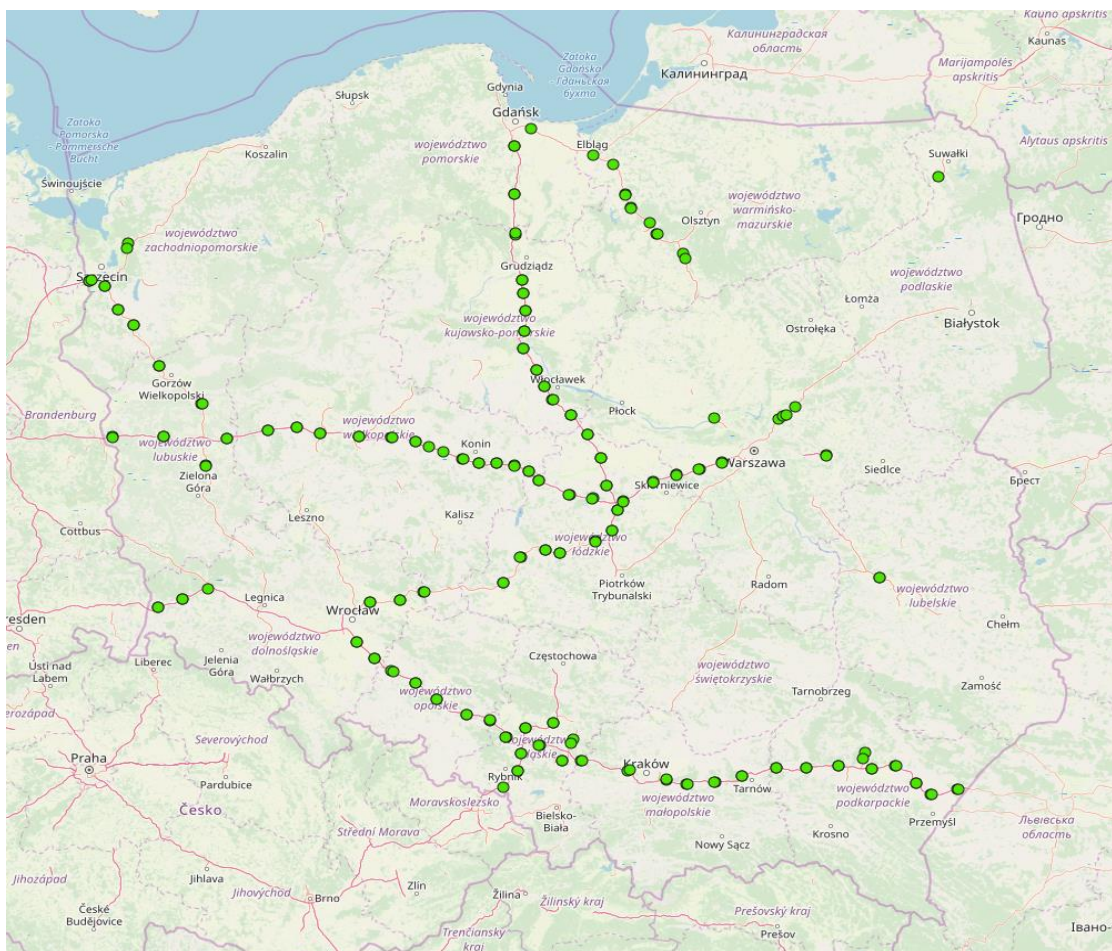 Kauno apskritis
Kaunas
Калининградская
область
Калининград
Marijampolės
apskritis
Zatoka
Gdańska
- Гданьская
бухта
Gdynia
Słupsk
Gdańsk
Zatoka
Pomorska
- Pommersche
Bucht
Koszalin
województwo
pomorskie
Elbląg
Alytaus apskritis
Suwałki
Świnoujście
województwo
zachodniopomorskie
Olsztyn
województwo
warmińsko-
mazurskie
Гродно
Grudziądz
województwo
podlaskie
Łomża
Ostrołęka
Białystok
województwo
kujawsko-pomorskie
Gorzów
Wielkopolski
Włocławek
Płock
Brandenburg
województwo
lubuskie
Konin
Warszawa
Siedlce
Брест
Zielona
Góra
Leszno
Kalisz
Cottbus
województwo
łódzkie
Piotrków
Trybunalski
Radom
województwo
lubelskie
Chełm
Legnica
Wrocław
województwo
dolnośląskie
Liberec
Jelenia
Góra
Wałbrzych
Ústí nad
Labem
Częstochowa
województwo
świętokrzyskie
Tarnobrzeg
Zamość
województwo
opolskie
Severovýchod
Praha
Pardubice
Rybnik
Kraków
Tarnów
województwo
podkarpackie
Moravskoslezsko
województwo
małopolskie
Przemyśl
Львівська
область
Česko
Bielsko-
Biała
Krosno
Střední Morava
Nowy Sącz
Jihozápad
Jihlava
Jihovýchod
Brno
Zlín
Žilina
Žilinský kraj
České
Budějovice
Prešovský kraj
Trenčiansky
kraj
Prešov
Івано-